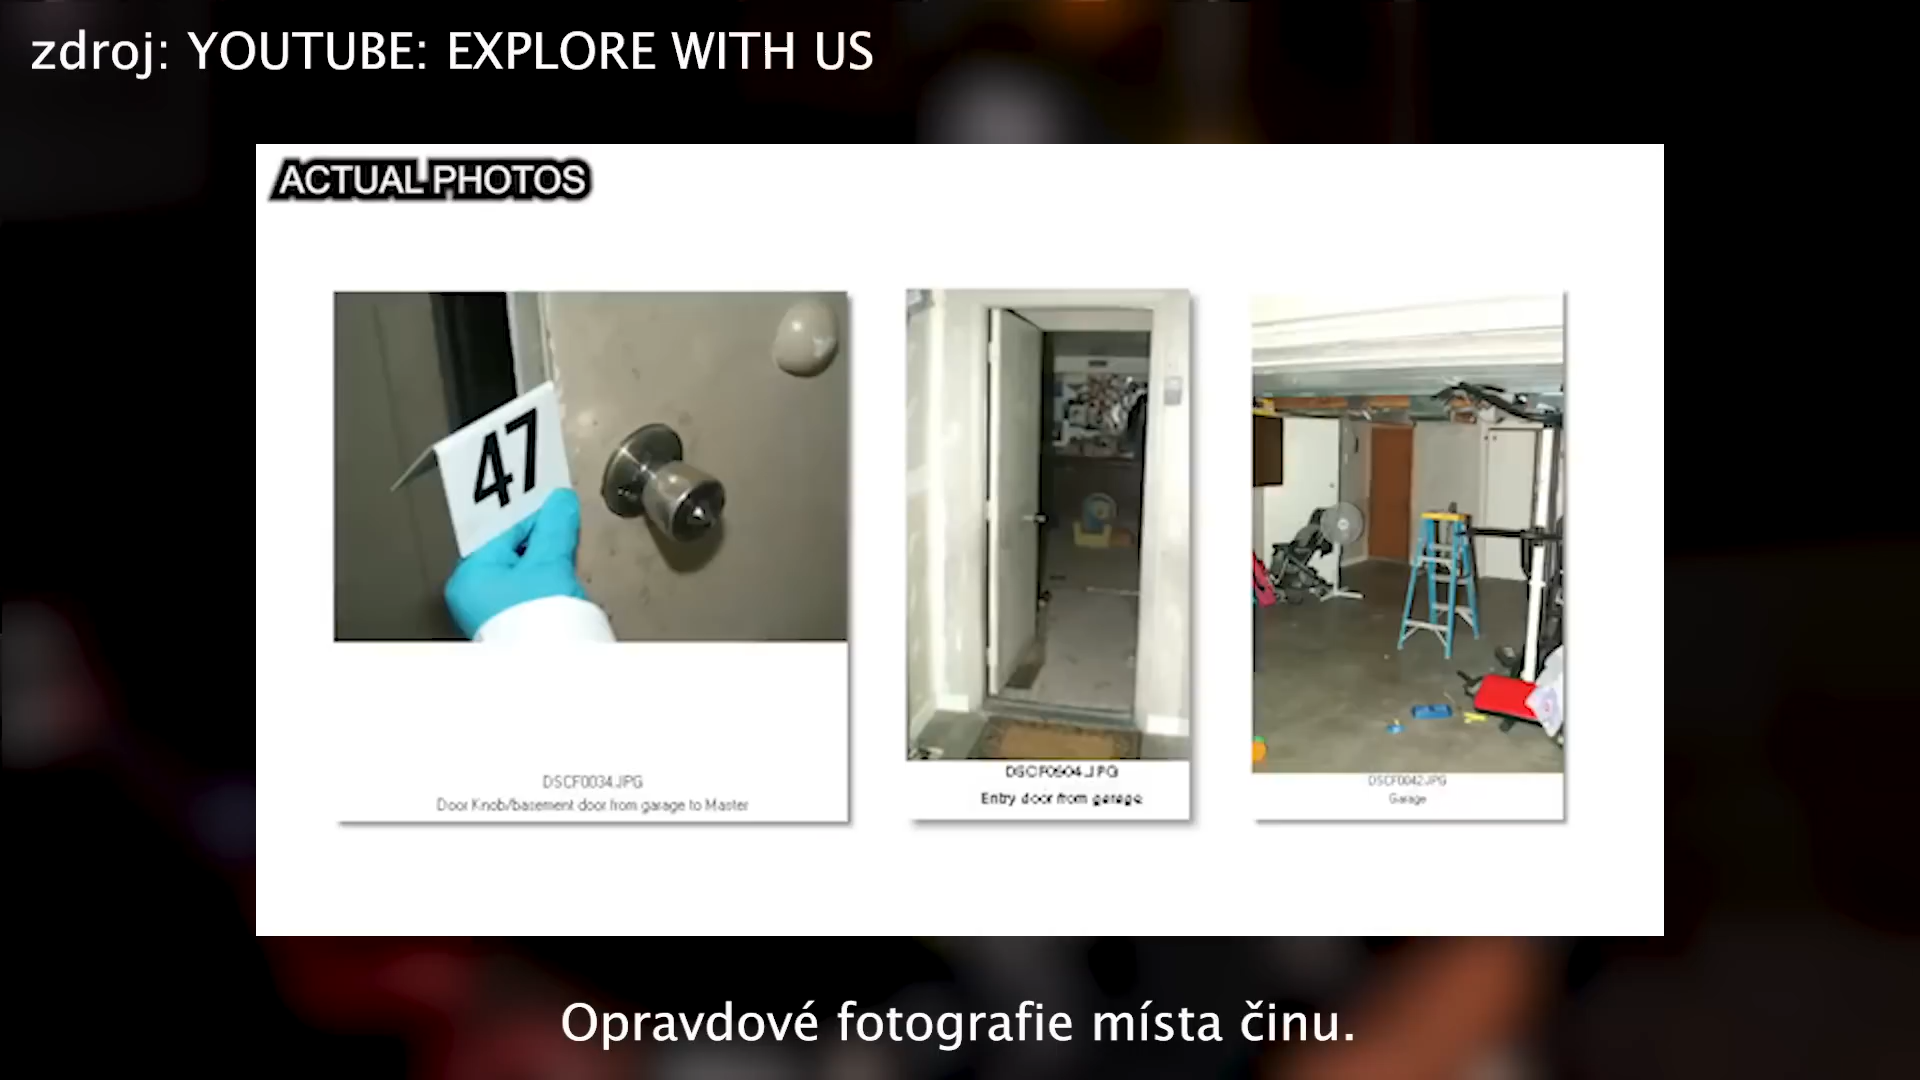 zdroj: YOUTUBE: EXPLORE WITH US
ACTUAL PHOTOS
47
DSCF0034.JPG
Door Knob/basement door from garage to Master
DSCF0504.JPG
Entry door from garage
DSCF0042.JPG
Garage
Opravdové fotografie místa činu.